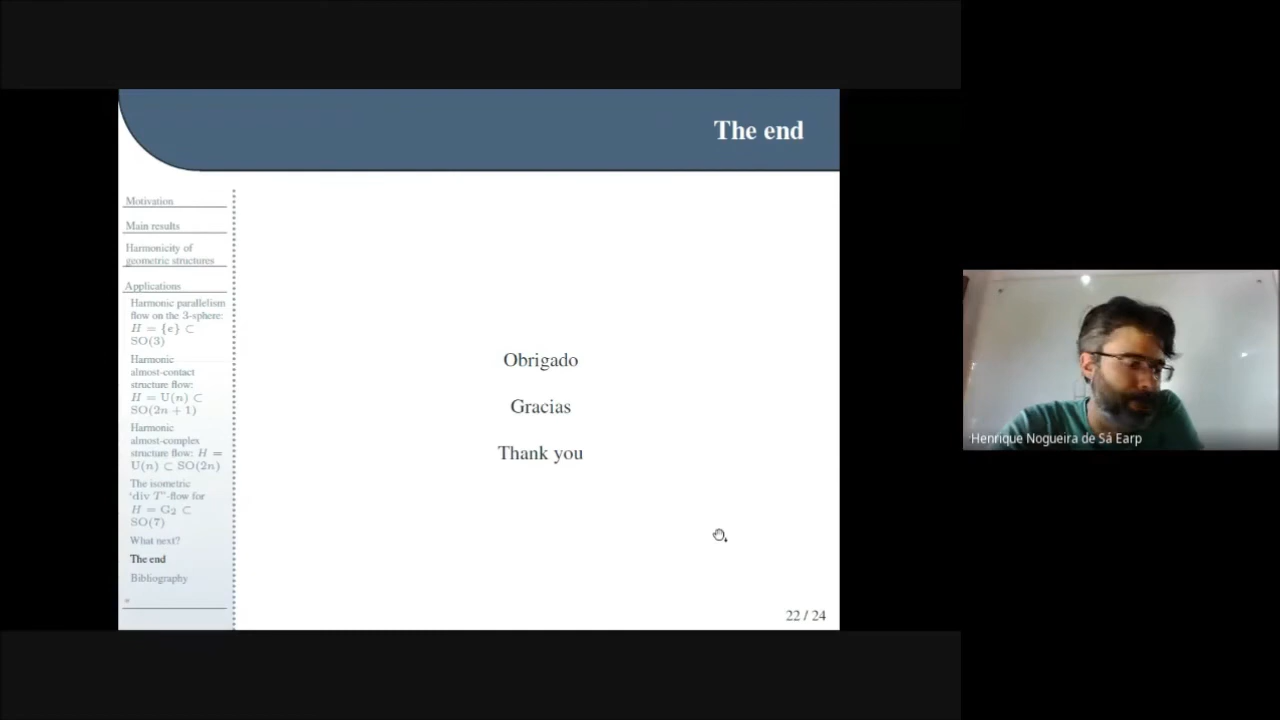 The end
Motivation
Main results
Harmonicity of
geometric structures
Applications
Harmonic parallelism
flow on the 3-sphere:
H = {e} ⊂
SO(3)
Harmonic
almost-contact
structure flow:
H = U(n) ⊂
SO(2n + 1)
Harmonic
almost-complex
structure flow: H =
U(n) ⊂ SO(2n)
The isometric
‘div T’-flow for
H = G₂ ⊂
SO(7)
What next?
The end
Bibliography
Obrigado
Gracias
Thank you
22 / 24
Henrique Nogueira de Sá Earp